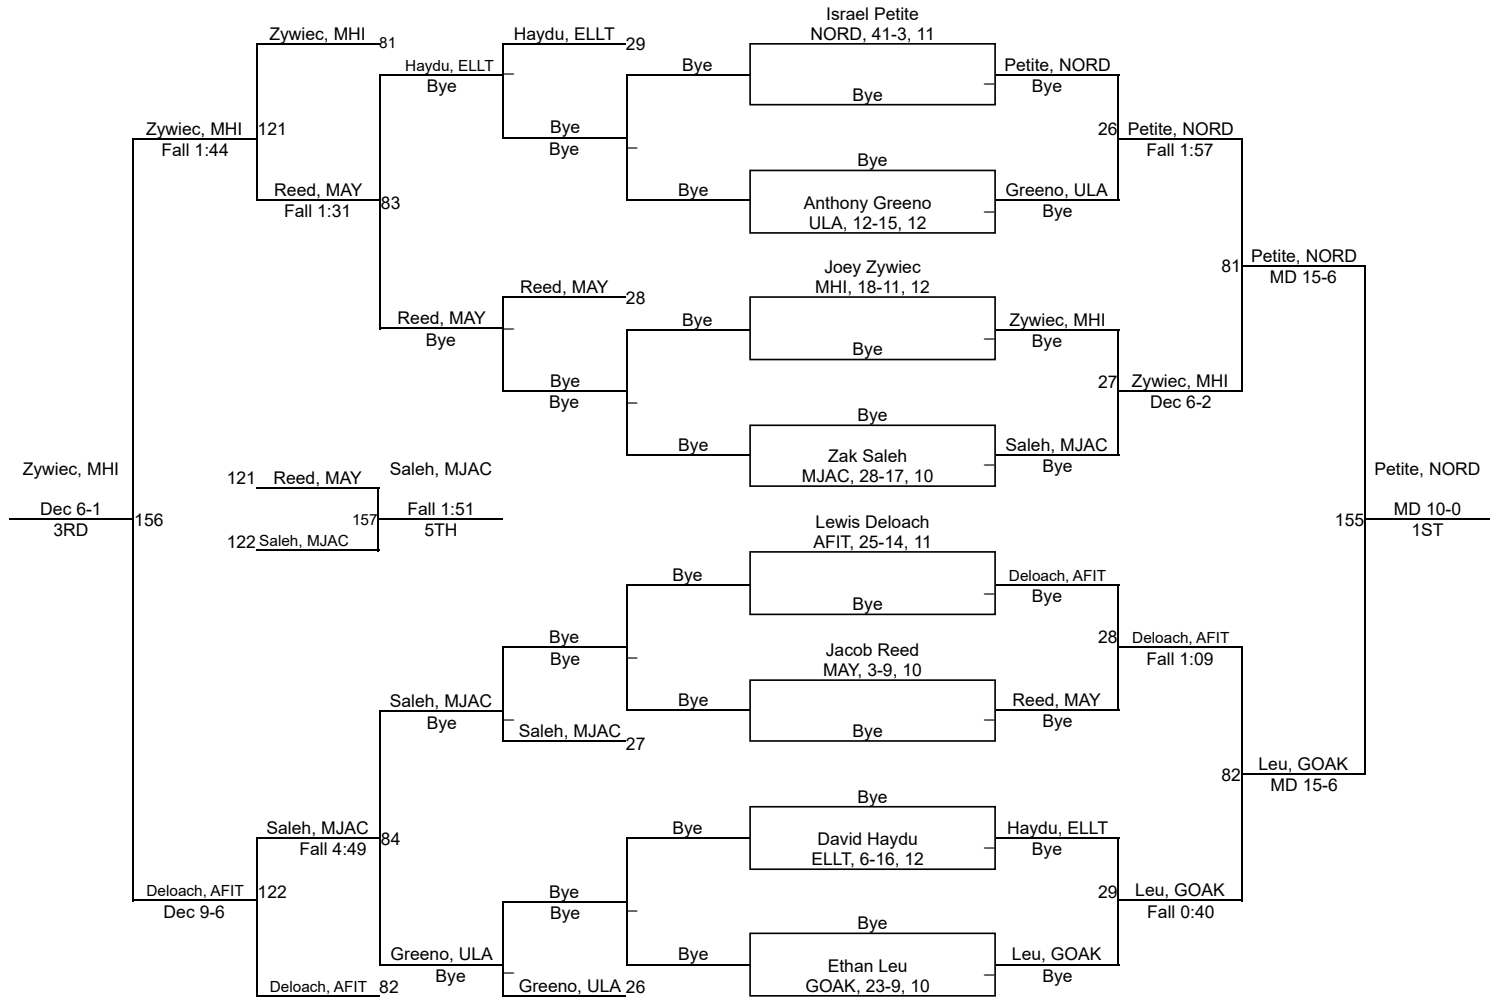 Israel Petite
NORD, 41-3, 11
Zywiec, MHI
81
Haydu, ELLT
29
Haydu, ELLT
Bye
Bye
Petite, NORD
Bye
Bye
Zywiec, MHI
121
Fall 1:44
Bye
Bye
26
Petite, NORD
Fall 1:57
Bye
Reed, MAY
83
Fall 1:31
Bye
Anthony Greeno
ULA, 12-15, 12
Greeno, ULA
Bye
81
Petite, NORD
MD 15-6
Joey Zywiec
MHI, 18-11, 12
Reed, MAY
28
Reed, MAY
Bye
Bye
Zywiec, MHI
Bye
Bye
Bye
Bye
27
Zywiec, MHI
Dec 6-2
Bye
Bye
Zak Saleh
MJAC, 28-17, 10
Saleh, MJAC
Bye
Zywiec, MHI
Dec 6-1
3RD
156
121
Reed, MAY
157
122
Saleh, MJAC
Saleh, MJAC
Fall 1:51
5TH
Petite, NORD
155
MD 10-0
1ST
Lewis Deloach
AFIT, 25-14, 11
Bye
Bye
Deloach, AFIT
Bye
Bye
Bye
28
Deloach, AFIT
Fall 1:09
Jacob Reed
MAY, 3-9, 10
Saleh, MJAC
Bye
Saleh, MJAC
27
Bye
Bye
Reed, MAY
Bye
82
Leu, GOAK
MD 15-6
Bye
Saleh, MJAC
84
Fall 4:49
Bye
David Haydu
ELLT, 6-16, 12
Haydu, ELLT
Bye
Deloach, AFIT
122
Dec 9-6
Bye
Bye
29
Leu, GOAK
Fall 0:40
Bye
Greeno, ULA
Bye
Bye
Ethan Leu
GOAK, 23-9, 10
Leu, GOAK
Bye
Deloach, AFIT
82
Greeno, ULA
26